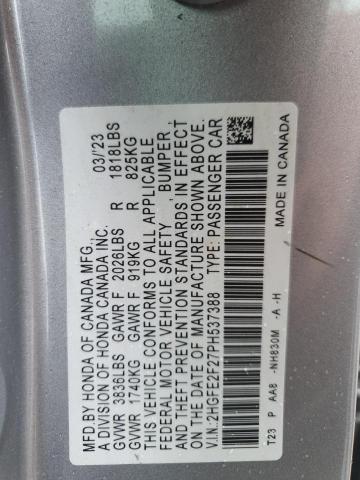 MFD.BY HONDA OF CANADA MFG., 03/'23
A DIVISION OF HONDA CANADA INC.
GVWR 3836LBS GAWR F 2026LBS R 1818LBS
GVWR 1740KG GAWR F 919KG R 825KG
THIS VEHICLE CONFORMS TO ALL APPLICABLE
FEDERAL MOTOR VEHICLE SAFETY, BUMPER,
AND THEFT PREVENTION STANDARDS IN EFFECT
ON THE DATE OF MANUFACTURE SHOWN ABOVE.
V.I.N:2HGFE2F27PH537388 TYPE: PASSENGER CAR
T23 P AA8 -NH830M -A -H MADE IN CANADA